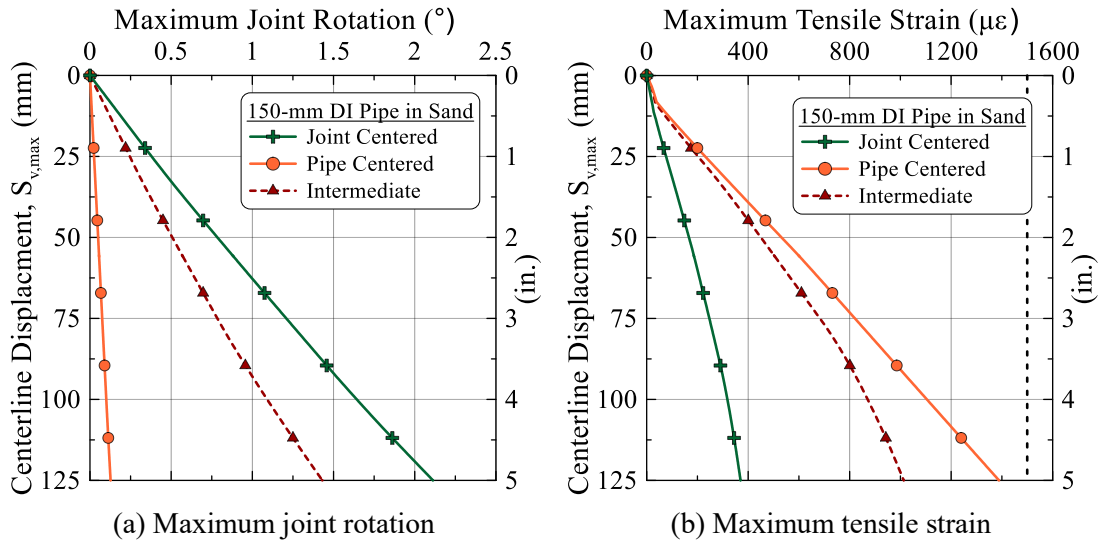 Maximum Joint Rotation (°)
0 0.5 1 1.5 2 2.5
Centerline Displacment, Sv,max (mm)
0
25
50
75
100
125
150-mm DI Pipe in Sand
Joint Centered
Pipe Centered
Intermediate
0
1
2
3
4
5
(in.)
(a) Maximum joint rotation
Maximum Tensile Strain (με)
0 400 800 1200 1600
Centerline Displacment, Sv,max (mm)
0
25
50
75
100
125
150-mm DI Pipe in Sand
Joint Centered
Pipe Centered
Intermediate
0
1
2
3
4
5
(in.)
(b) Maximum tensile strain